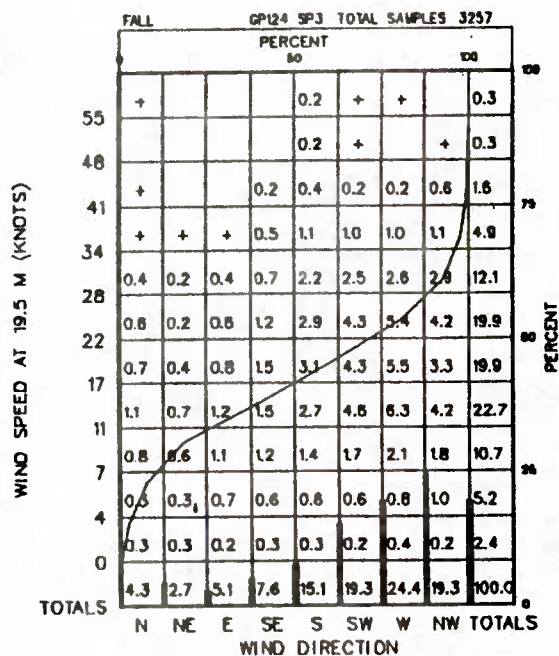 FALL GP124 SP3 TOTAL SAMPLES 3257
PERCENT
50 100
100
+ 0.2 + + 0.3
55
0.2 + + 0.3
48
+ 0.2 0.4 0.2 0.2 0.6 1.6
41
75
+ + + 0.5 1.1 1.0 1.0 1.1 4.9
34
0.4 0.2 0.4 0.7 2.2 2.5 2.6 12.1
28
0.6 0.2 0.6 1.2 2.9 4.3 5.4 4.2 19.9
22
50
0.7 0.4 0.8 1.5 3.1 4.3 5.5 3.3 19.9
17
1.1 0.7 1.2 1.5 2.7 4.6 6.3 4.2 22.7
11
0.8 0.6 1.1 1.2 1.4 1.7 2.1 1.8 10.7
7
25
0.3 0.7 0.6 0.6 0.6 0.8 1.0 5.2
4
0.3 0.3 0.2 0.3 0.3 0.2 0.4 0.2 2.4
0
TOTALS 4.3 2.7 5.1 7.6 15.1 19.3 24.4 19.3 100.0
0
N NE E SE S SW W NW TOTALS
WIND DIRECTION
WIND SPEED AT 19.5 M (KNOTS)
PERCENT